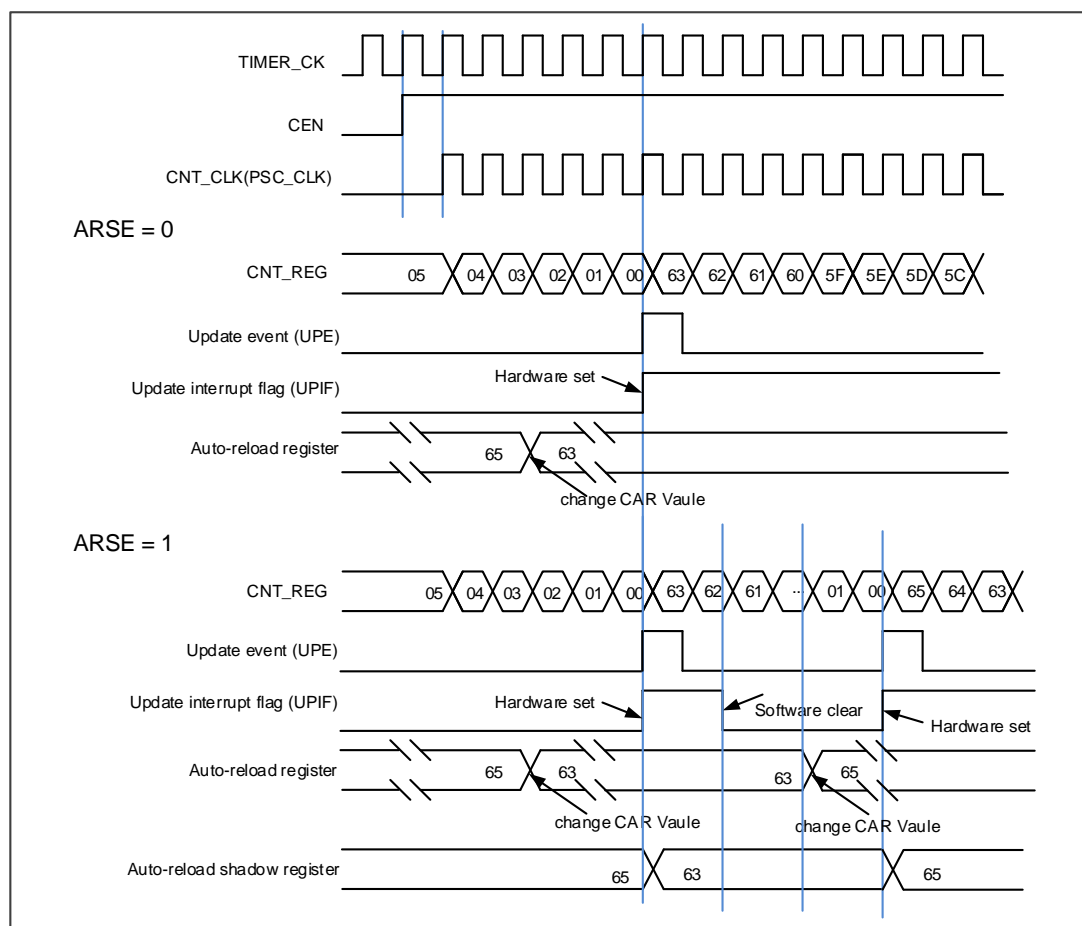 TIMER_CK
CEN
CNT_CLK(PSC_CLK)
ARSE = 0
CNT_REG 05 04 03 02 01 00 63 62 61 60 5F 5E 5D 5C
Update event (UPE)
Update interrupt flag (UPIF) Hardware set
Auto-reload register 65 63
change CAR Vaule
ARSE = 1
CNT_REG 05 04 03 02 01 00 63 62 61 ... 01 00 65 64 63
Update event (UPE)
Update interrupt flag (UPIF) Hardware set Software clear Hardware set
Auto-reload register 65 63 63 65
change CAR Vaule change CAR Vaule
Auto-reload shadow register 65 63 65